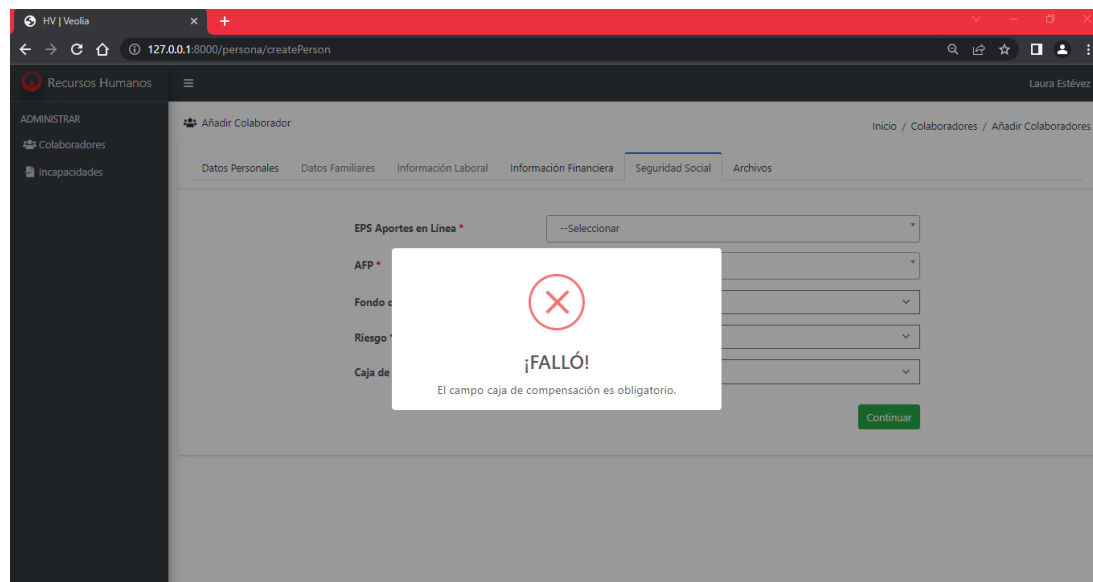 HV | Veolia
127.0.0.1:8000/persona/createPerson
Recursos Humanos
Laura Estévez
ADMINISTRAR
Colaboradores
Incapacidades
Añadir Colaborador
Inicio / Colaboradores / Añadir Colaboradores
Datos Personales Datos Familiares Información Laboral Información Financiera Seguridad Social Archivos
EPS Aportes en Línea * --Seleccionar
AFP *
Fondo
Riesgo
Caja de
¡FALLÓ!
El campo caja de compensación es obligatorio.
Continuar